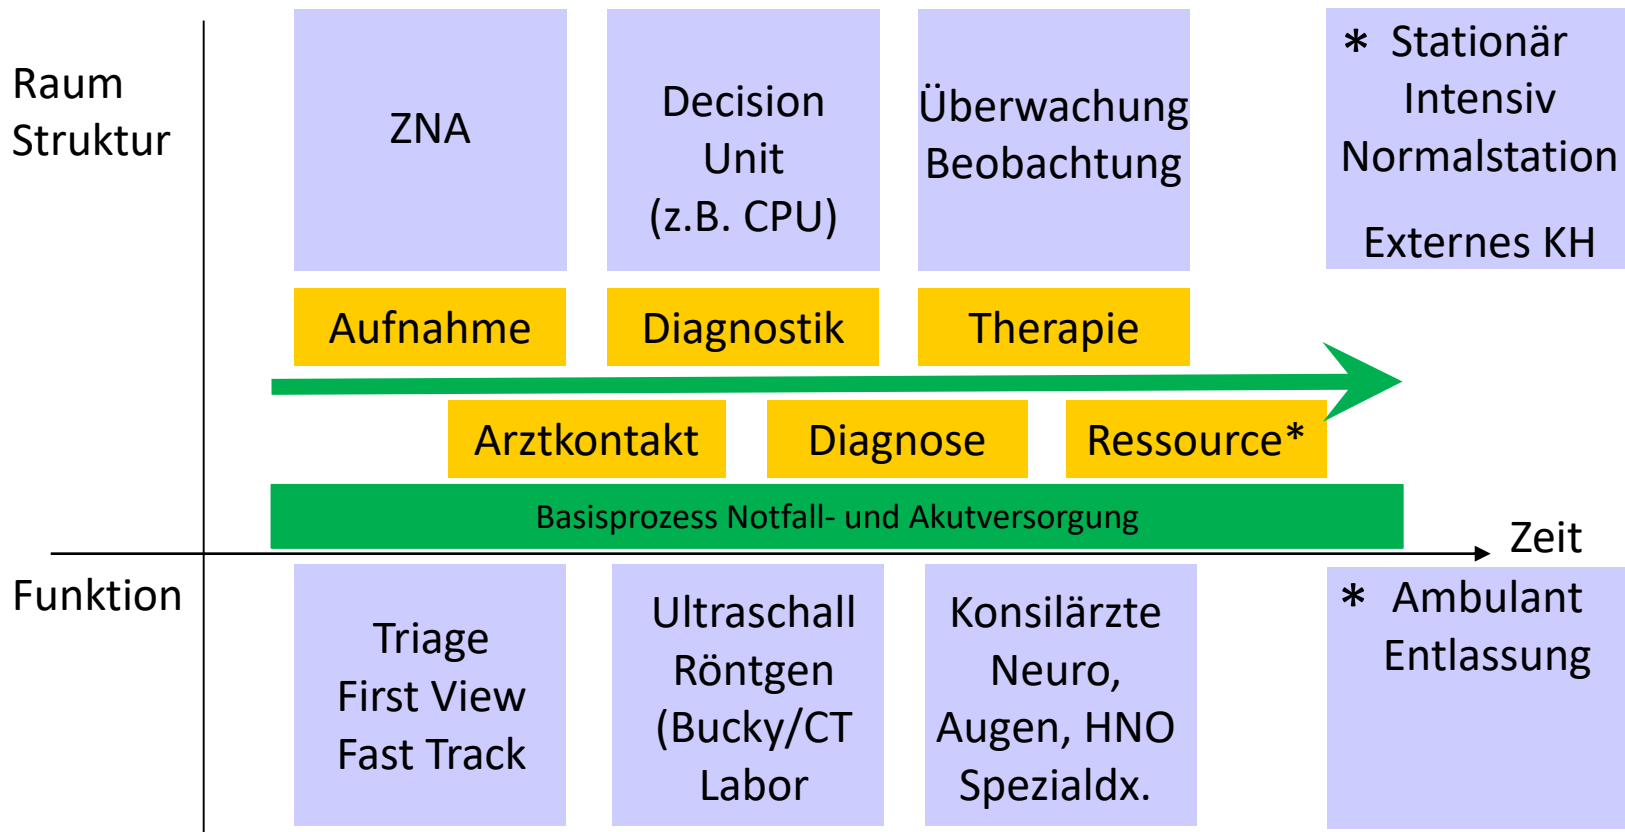 Raum
Struktur
ZNA
Decision
Unit
(z.B. CPU)
Überwachung
Beobachtung
* Stationär
Intensiv
Normalstation
Externes KH
Aufnahme
Diagnostik
Therapie
Arztkontakt
Diagnose
Ressource*
Basisprozess Notfall- und Akutversorgung
Zeit
Funktion
Triage
First View
Fast Track
Ultraschall
Röntgen
(Bucky/CT
Labor
Konsilärzte
Neuro,
Augen, HNO
Spezialdx.
* Ambulant
Entlassung